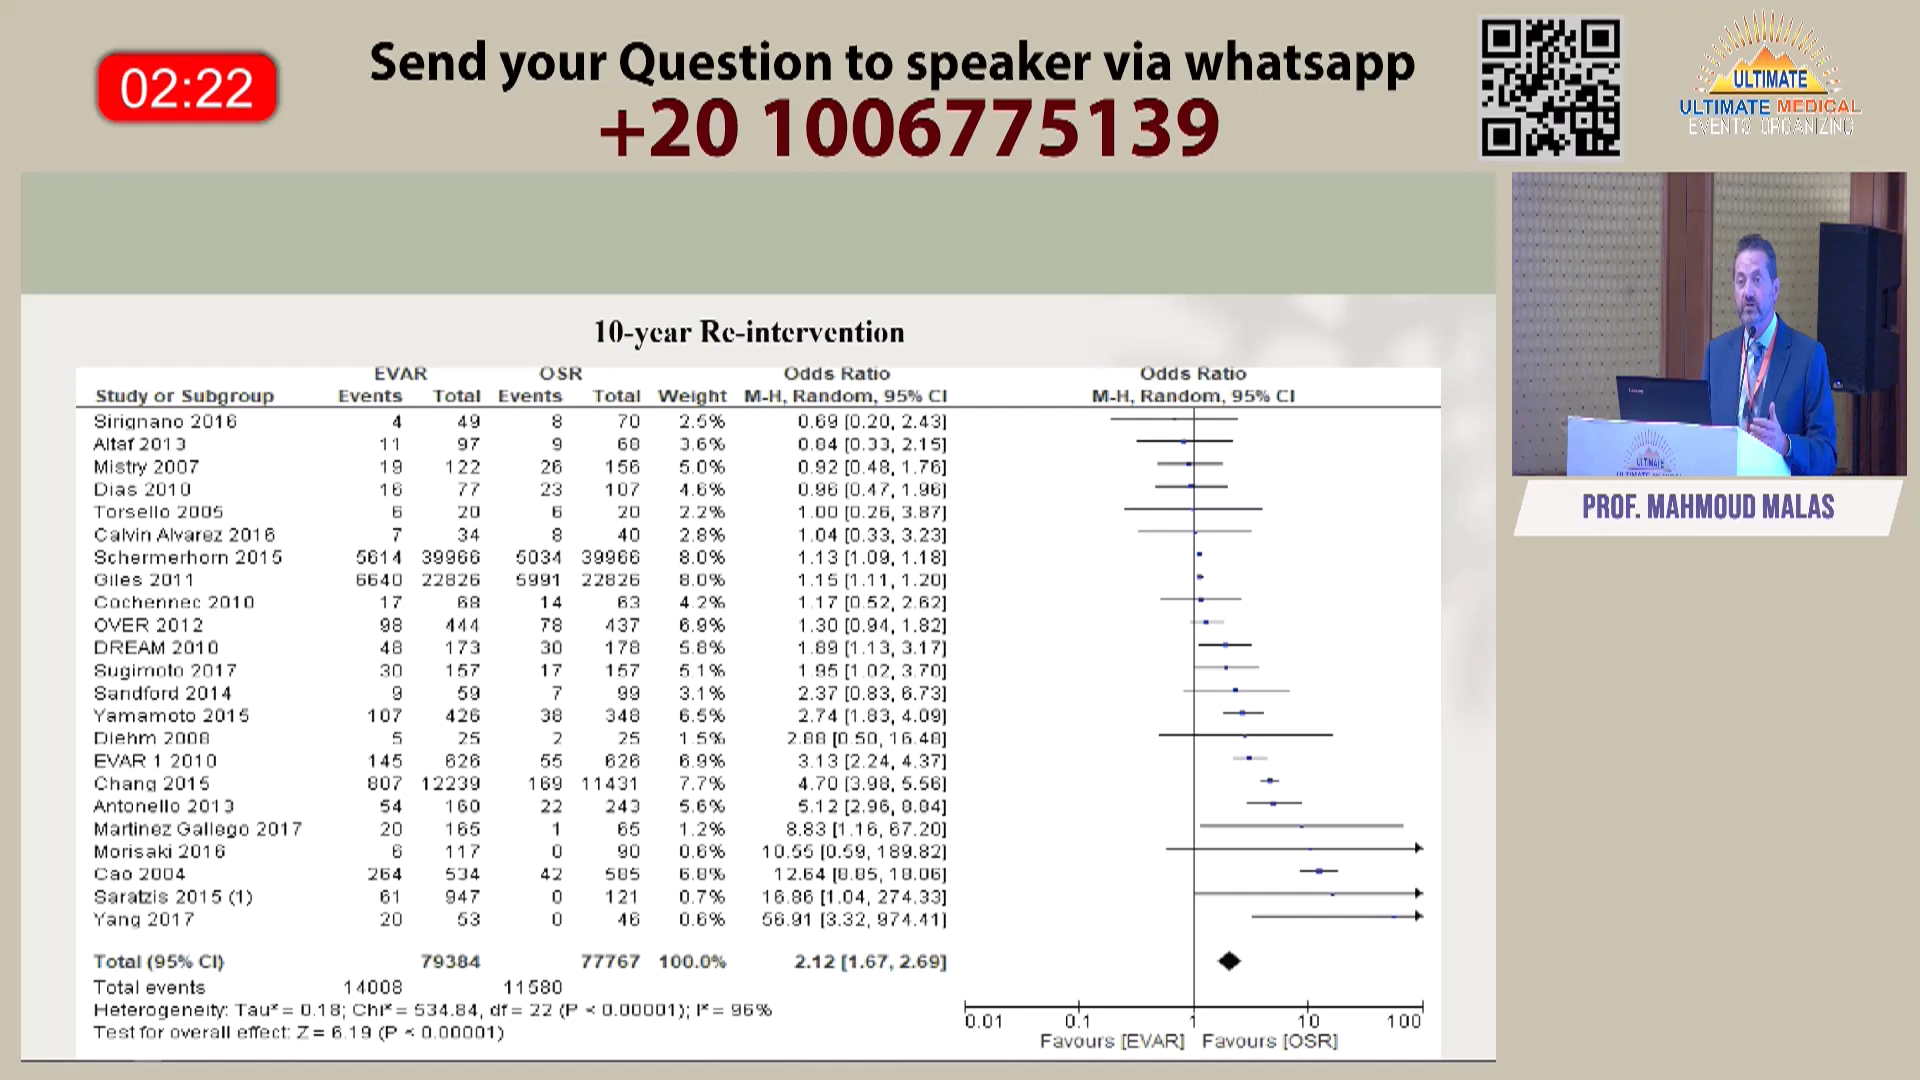 02:22
Send your Question to speaker via whatsapp
+20 1006775139
ULTIMATE
ULTIMATE MEDICAL
EVENTS ORGANIZING
PROF. MAHMOUD MALAS
ULTIMATE
10-year Re-intervention
EVAR OSR Odds Ratio Odds Ratio
Study or Subgroup Events Total Events Total Weight M-H, Random, 95% CI M-H, Random, 95% CI
Sirignano 2016 4 49 8 70 2.5% 0.69 [0.20, 2.43]
Altaf 2013 11 97 9 68 3.6% 0.84 [0.33, 2.15]
Mistry 2007 19 122 26 156 5.0% 0.92 [0.48, 1.76]
Dias 2010 16 77 23 107 4.6% 0.96 [0.47, 1.96]
Torsello 2005 6 20 6 20 2.2% 1.00 [0.26, 3.87]
Calvin Alvarez 2016 7 34 8 40 2.8% 1.04 [0.33, 3.23]
Schermerhorn 2015 5614 39966 5034 39966 8.0% 1.13 [1.09, 1.18]
Giles 2011 6640 22826 5991 22826 8.0% 1.15 [1.11, 1.20]
Cochennec 2010 17 68 14 63 4.2% 1.17 [0.52, 2.62]
OVER 2012 98 444 78 437 6.9% 1.30 [0.94, 1.82]
DREAM 2010 48 173 30 178 5.8% 1.89 [1.13, 3.17]
Sugimoto 2017 30 157 17 157 5.1% 1.95 [1.02, 3.70]
Sandford 2014 9 59 7 99 3.1% 2.37 [0.83, 6.73]
Yamamoto 2015 107 426 38 348 6.5% 2.74 [1.83, 4.09]
Diehm 2008 5 25 2 25 1.5% 2.88 [0.50, 16.48]
EVAR 1 2010 145 626 55 626 6.9% 3.13 [2.24, 4.37]
Chang 2015 807 12239 169 11431 7.7% 4.70 [3.98, 5.56]
Antonello 2013 54 160 22 243 5.6% 5.12 [2.96, 8.84]
Martinez Gallego 2017 20 165 1 65 1.2% 8.83 [1.16, 67.20]
Morisaki 2016 6 117 0 90 0.6% 10.55 [0.59, 189.82]
Cao 2004 264 534 42 585 6.8% 12.64 [8.85, 18.06]
Saratzis 2015 (1) 61 947 0 121 0.7% 16.86 [1.04, 274.33]
Yang 2017 20 53 0 46 0.6% 56.91 [3.32, 974.41]
Total (95% CI) 79384 77767 100.0% 2.12 [1.67, 2.69]
Total events 14008 11580
Heterogeneity: Tau² = 0.18; Chi² = 534.84, df = 22 (P < 0.00001); I² = 96%
Test for overall effect: Z = 6.19 (P < 0.00001)
0.01 0.1 1 10 100
Favours [EVAR] Favours [OSR]